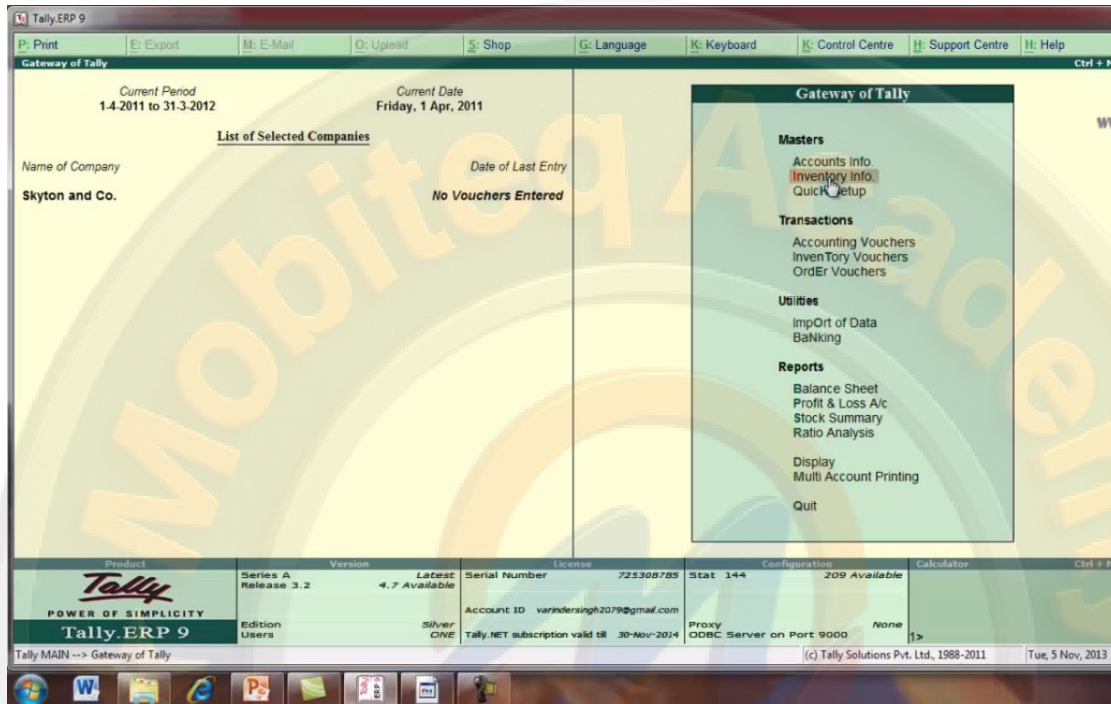 Tally.ERP 9
P: Print E: Export M: E-Mail O: Upload S: Shop G: Language K: Keyboard K: Control Centre H: Support Centre H: Help
Gateway of Tally Ctrl +
Current Period Current Date
1-4-2011 to 31-3-2012 Friday, 1 Apr, 2011
List of Selected Companies
Name of Company Date of Last Entry
Skyton and Co. No Vouchers Entered
Gateway of Tally
Masters
Accounts Info.
Inventory Info.
Quick Setup
Transactions
Accounting Vouchers
InvenTory Vouchers
OrdEr Vouchers
Utilities
ImpOrt of Data
BaNking
Reports
Balance Sheet
Profit & Loss A/c
Stock Summary
Ratio Analysis
Display
Multi Account Printing
Quit
Mobiteq Academ
Product Version License Configuration Calculator Ctrl +
Tally
POWER OF SIMPLICITY
Tally.ERP 9
Series A Latest
Release 3.2 4.7 Available
Edition Silver
Users ONE
Serial Number 725308785
Account ID varindersingh2079@gmail.com
Tally.NET subscription valid till 30-Nov-2014
Stat 144 209 Available
Proxy None
ODBC Server on Port 9000
1>
Tally MAIN --> Gateway of Tally (c) Tally Solutions Pvt. Ltd., 1988-2011 Tue, 5 Nov, 2013